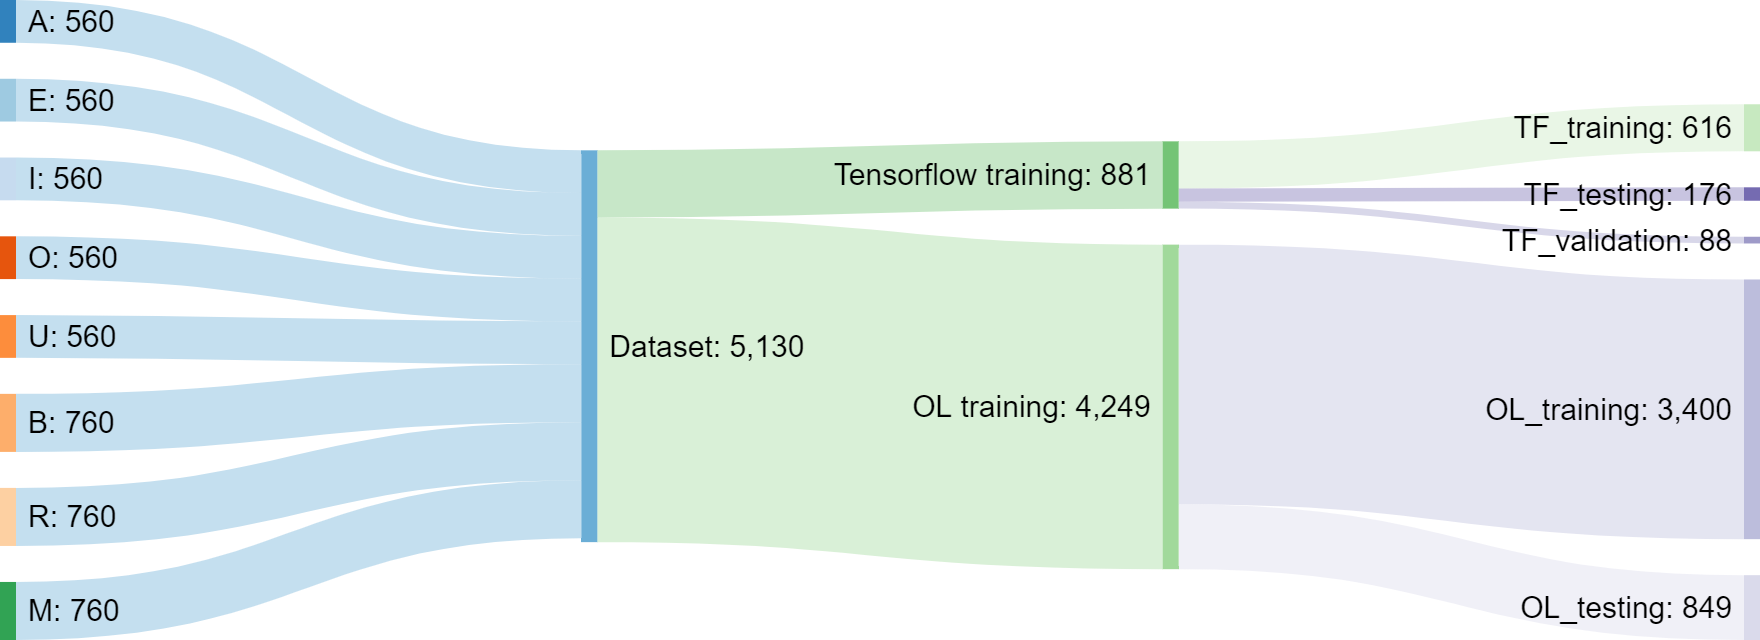 A: 560
E: 560
I: 560
O: 560
U: 560
B: 760
R: 760
M: 760
Dataset: 5,130
Tensorflow training: 881
OL training: 4,249
TF_training: 616
TF_testing: 176
TF_validation: 88
OL_training: 3,400
OL_testing: 849